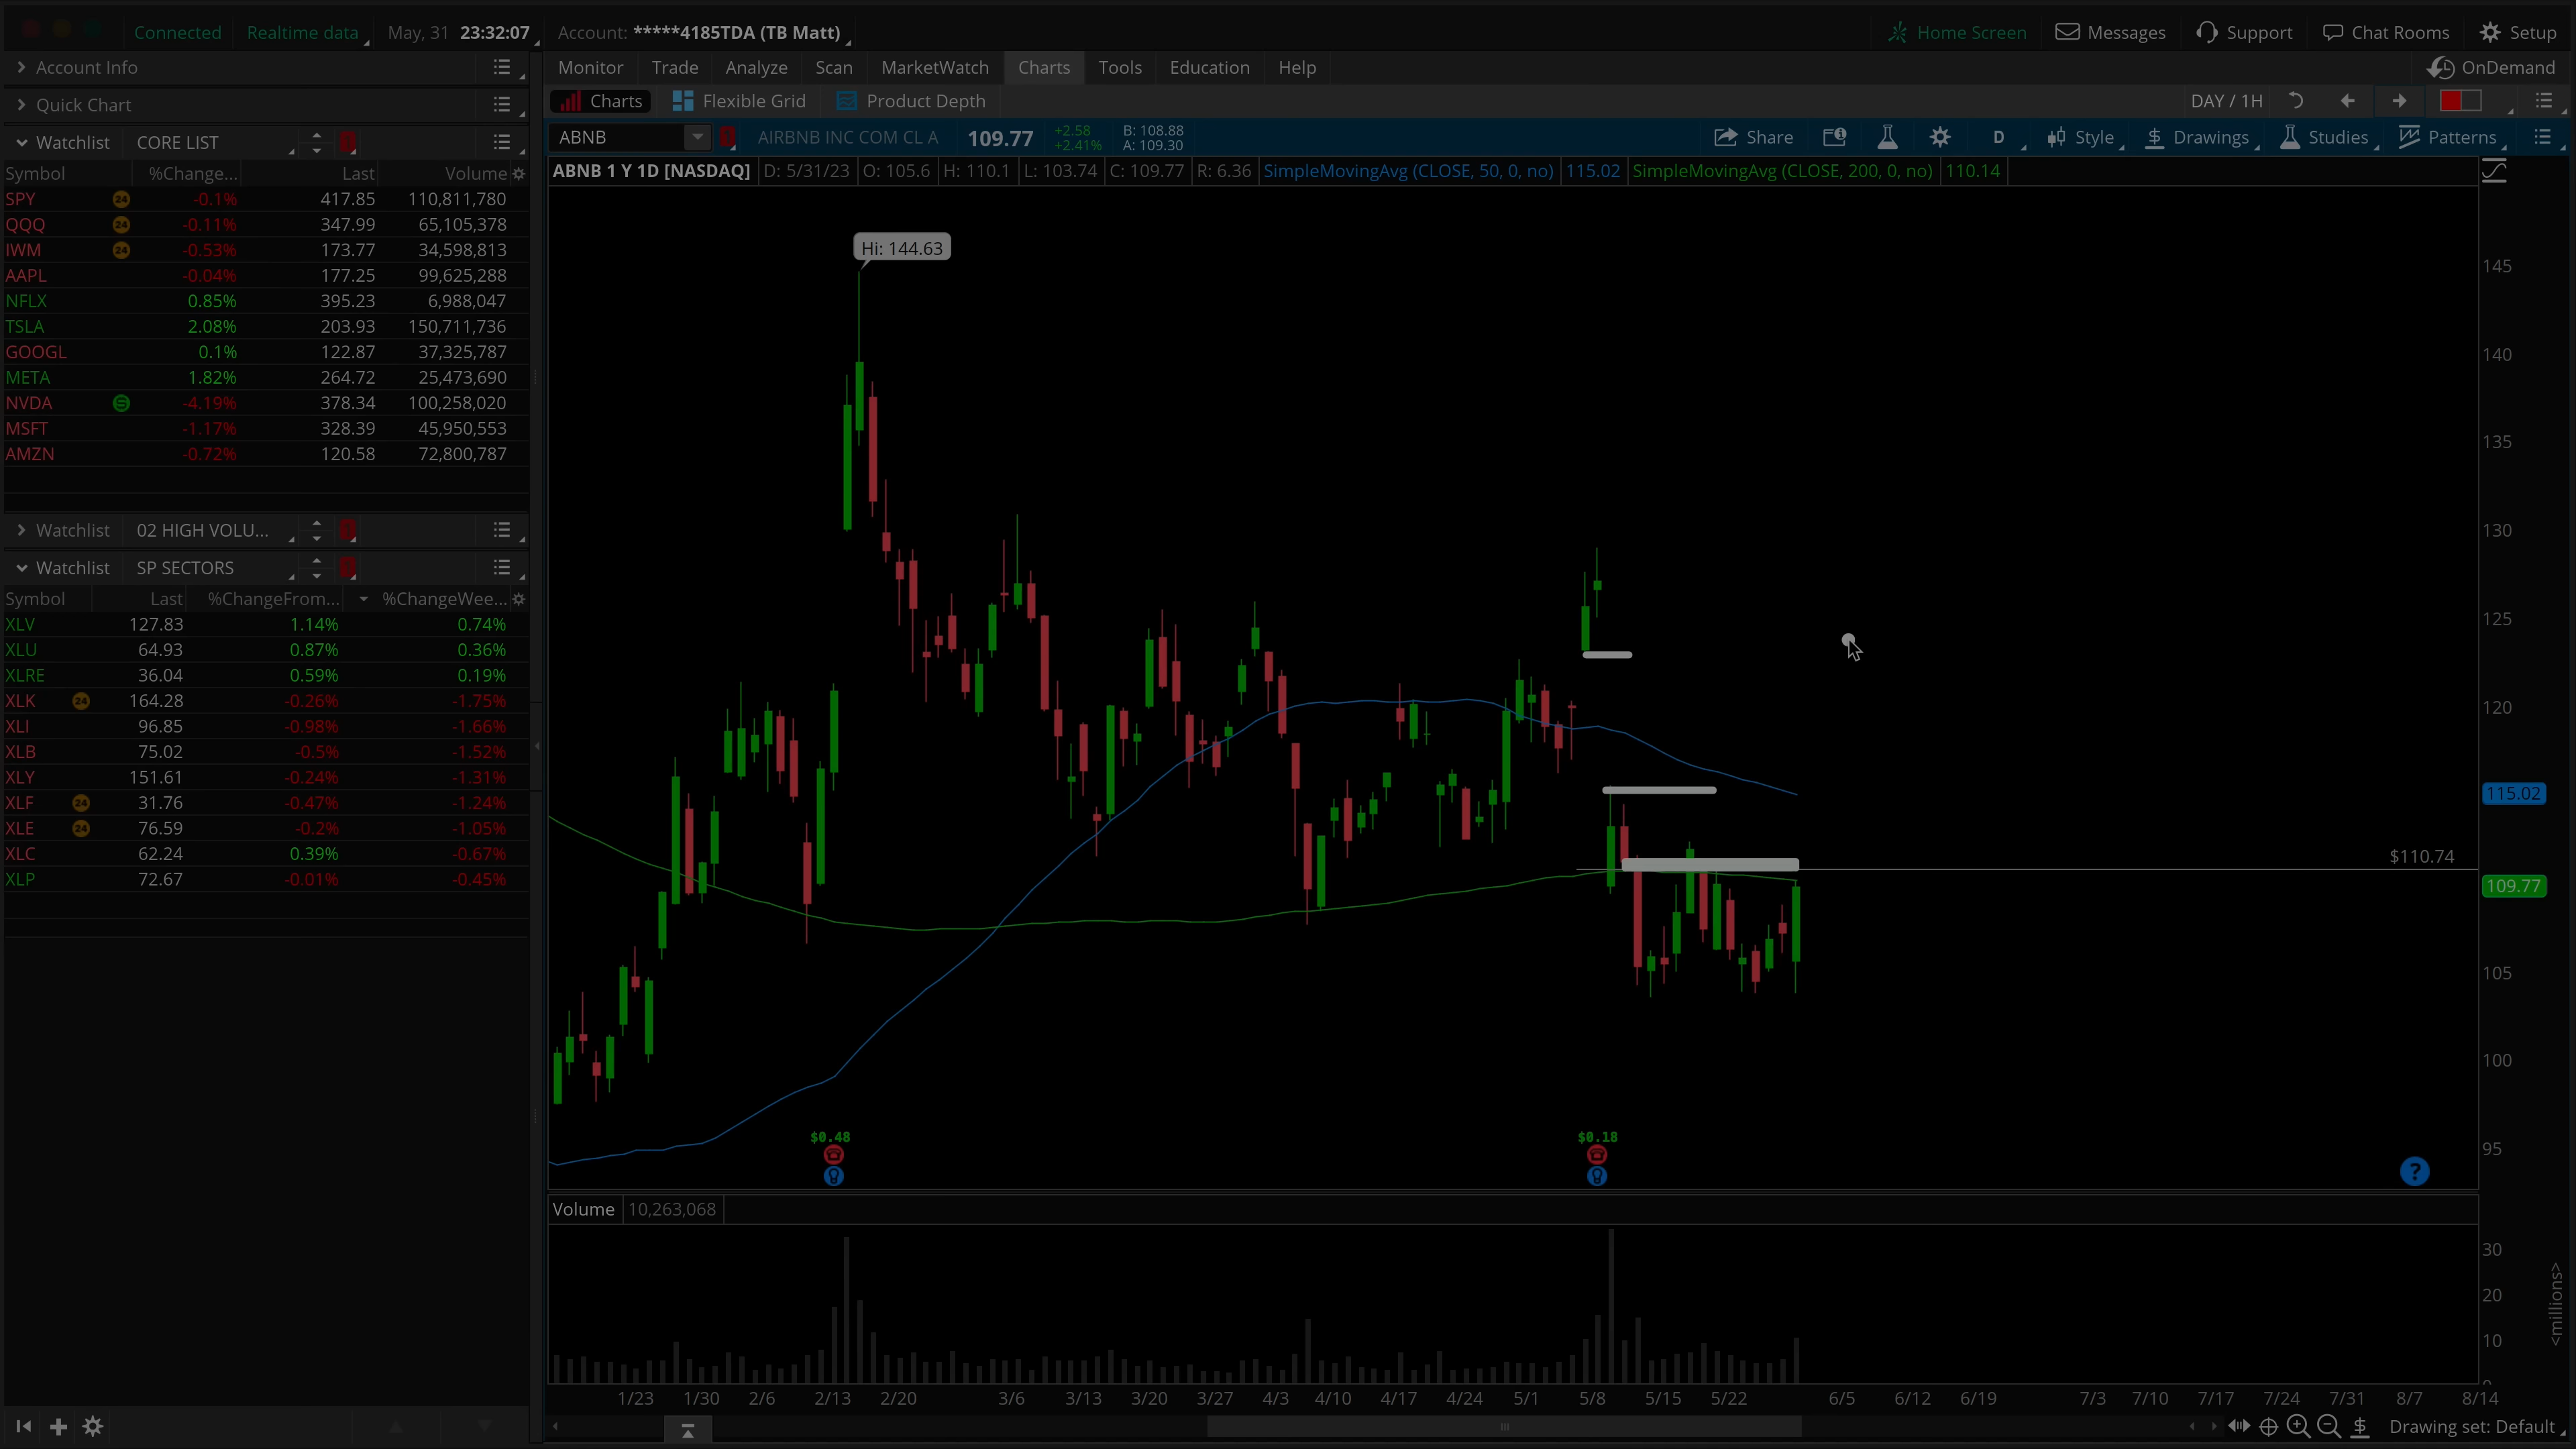 Connected Realtime data May, 31 23:32:07 Account: *****4185TDA (TB Matt) Home Screen Messages Support Chat Rooms Setup
Account Info
Monitor Trade Analyze Scan MarketWatch Charts Tools Education Help OnDemand
Quick Chart
Charts Flexible Grid Product Depth DAY / 1H
Watchlist CORE LIST
ABNB AIRBNB INC COM CL A 109.77 +2.58 +2.41% B: 108.88 A: 109.30 Share D Style Drawings Studies Patterns
ABNB 1 Y 1D [NASDAQ] D: 5/31/23 O: 105.6 H: 110.1 L: 103.74 C: 109.77 R: 6.36 SimpleMovingAvg (CLOSE, 50, 0, no) 115.02 SimpleMovingAvg (CLOSE, 200, 0, no) 110.14
Symbol %Change... Last Volume
SPY 24 -0.1% 417.85 110,811,780
QQQ 24 -0.11% 347.99 65,105,378
IWM 24 -0.53% 173.77 34,598,813
AAPL -0.04% 177.25 99,625,288
NFLX 0.85% 395.23 6,988,047
TSLA 2.08% 203.93 150,711,736
GOOGL 0.1% 122.87 37,325,787
META 1.82% 264.72 25,473,690
NVDA -4.19% 378.34 100,258,020
MSFT -1.17% 328.39 45,950,553
AMZN -0.72% 120.58 72,800,787
Watchlist 02 HIGH VOLU...
Watchlist SP SECTORS
Symbol Last %ChangeFrom... %ChangeWee...
XLV 127.83 1.14% 0.74%
XLU 64.93 0.87% 0.36%
XLRE 36.04 0.59% 0.19%
XLK 24 164.28 -0.26% -1.75%
XLI 96.85 -0.98% -1.66%
XLB 75.02 -0.5% -1.52%
XLY 151.61 -0.24% -1.31%
XLF 24 31.76 -0.47% -1.24%
XLE 24 76.59 -0.2% -1.05%
XLC 62.24 0.39% -0.67%
XLP 72.67 -0.01% -0.45%
Hi: 144.63
145
140
135
130
125
120
115.02
$110.74
109.77
105
100
95
$0.48 $0.18
?
Volume 10,263,068
30
20
10
0
<millions>
1/23 1/30 2/6 2/13 2/20 3/6 3/13 3/20 3/27 4/3 4/10 4/17 4/24 5/1 5/8 5/15 5/22 6/5 6/12 6/19 7/3 7/10 7/17 7/24 7/31 8/7 8/14
Drawing set: Default